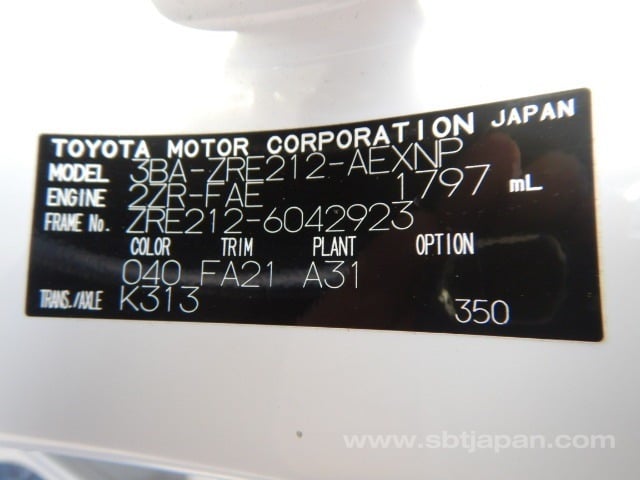 TOYOTA MOTOR CORPORATION JAPAN
MODEL 3BA-ZRE212-AEXNP
ENGINE 2ZR-FAE 1797 mL
FRAME No. ZRE212-6042923
COLOR TRIM PLANT OPTION
040 FA21 A31
TRANS./AXLE K313 350
www.sbtjapan.com